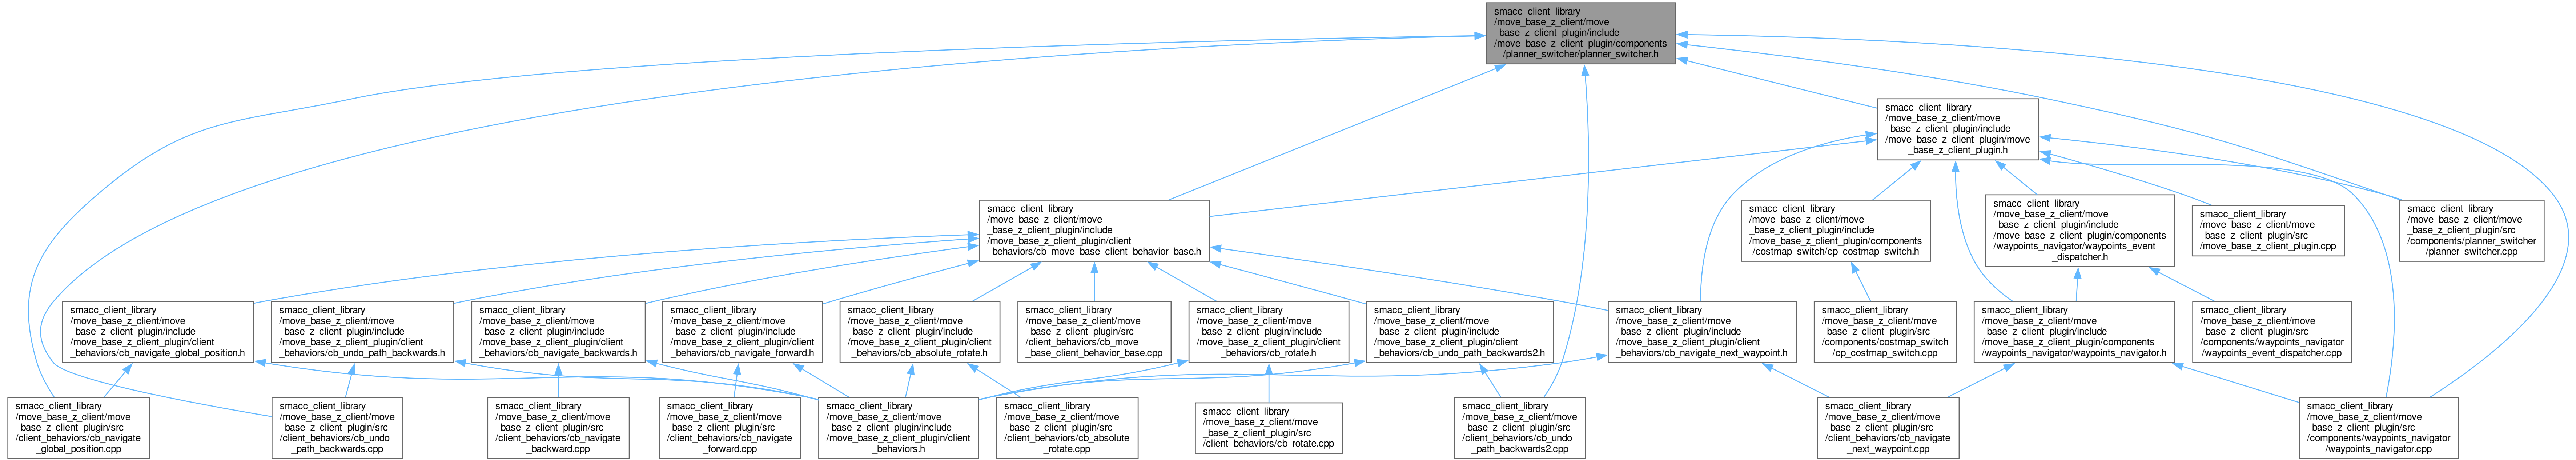 smacc_client_library
/move_base_z_client/move
_base_z_client_plugin/include
/move_base_z_client_plugin/components
/planner_switcher/planner_switcher.h
smacc_client_library
/move_base_z_client/move
_base_z_client_plugin/include
/move_base_z_client_plugin/move
_base_z_client_plugin.h
smacc_client_library
/move_base_z_client/move
_base_z_client_plugin/include
/move_base_z_client_plugin/client
_behaviors/cb_move_base_client_behavior_base.h
smacc_client_library
/move_base_z_client/move
_base_z_client_plugin/include
/move_base_z_client_plugin/components
/costmap_switch/cp_costmap_switch.h
smacc_client_library
/move_base_z_client/move
_base_z_client_plugin/include
/move_base_z_client_plugin/components
/waypoints_navigator/waypoints_event
_dispatcher.h
smacc_client_library
/move_base_z_client/move
_base_z_client_plugin/src
/move_base_z_client_plugin.cpp
smacc_client_library
/move_base_z_client/move
_base_z_client_plugin/src
/components/planner_switcher
/planner_switcher.cpp
smacc_client_library
/move_base_z_client/move
_base_z_client_plugin/include
/move_base_z_client_plugin/client
_behaviors/cb_navigate_global_position.h
smacc_client_library
/move_base_z_client/move
_base_z_client_plugin/include
/move_base_z_client_plugin/client
_behaviors/cb_undo_path_backwards.h
smacc_client_library
/move_base_z_client/move
_base_z_client_plugin/include
/move_base_z_client_plugin/client
_behaviors/cb_navigate_backwards.h
smacc_client_library
/move_base_z_client/move
_base_z_client_plugin/include
/move_base_z_client_plugin/client
_behaviors/cb_navigate_forward.h
smacc_client_library
/move_base_z_client/move
_base_z_client_plugin/include
/move_base_z_client_plugin/client
_behaviors/cb_absolute_rotate.h
smacc_client_library
/move_base_z_client/move
_base_z_client_plugin/src
/client_behaviors/cb_move
_base_client_behavior_base.cpp
smacc_client_library
/move_base_z_client/move
_base_z_client_plugin/include
/move_base_z_client_plugin/client
_behaviors/cb_rotate.h
smacc_client_library
/move_base_z_client/move
_base_z_client_plugin/include
/move_base_z_client_plugin/client
_behaviors/cb_undo_path_backwards2.h
smacc_client_library
/move_base_z_client/move
_base_z_client_plugin/include
/move_base_z_client_plugin/client
_behaviors/cb_navigate_next_waypoint.h
smacc_client_library
/move_base_z_client/move
_base_z_client_plugin/src
/components/costmap_switch
/cp_costmap_switch.cpp
smacc_client_library
/move_base_z_client/move
_base_z_client_plugin/include
/move_base_z_client_plugin/components
/waypoints_navigator/waypoints_navigator.h
smacc_client_library
/move_base_z_client/move
_base_z_client_plugin/src
/components/waypoints_navigator
/waypoints_event_dispatcher.cpp
smacc_client_library
/move_base_z_client/move
_base_z_client_plugin/src
/client_behaviors/cb_navigate
_global_position.cpp
smacc_client_library
/move_base_z_client/move
_base_z_client_plugin/src
/client_behaviors/cb_undo
_path_backwards.cpp
smacc_client_library
/move_base_z_client/move
_base_z_client_plugin/src
/client_behaviors/cb_navigate
_backward.cpp
smacc_client_library
/move_base_z_client/move
_base_z_client_plugin/src
/client_behaviors/cb_navigate
_forward.cpp
smacc_client_library
/move_base_z_client/move
_base_z_client_plugin/include
/move_base_z_client_plugin/client
_behaviors.h
smacc_client_library
/move_base_z_client/move
_base_z_client_plugin/src
/client_behaviors/cb_absolute
_rotate.cpp
smacc_client_library
/move_base_z_client/move
_base_z_client_plugin/src
/client_behaviors/cb_rotate.cpp
smacc_client_library
/move_base_z_client/move
_base_z_client_plugin/src
/client_behaviors/cb_undo
_path_backwards2.cpp
smacc_client_library
/move_base_z_client/move
_base_z_client_plugin/src
/client_behaviors/cb_navigate
_next_waypoint.cpp
smacc_client_library
/move_base_z_client/move
_base_z_client_plugin/src
/components/waypoints_navigator
/waypoints_navigator.cpp